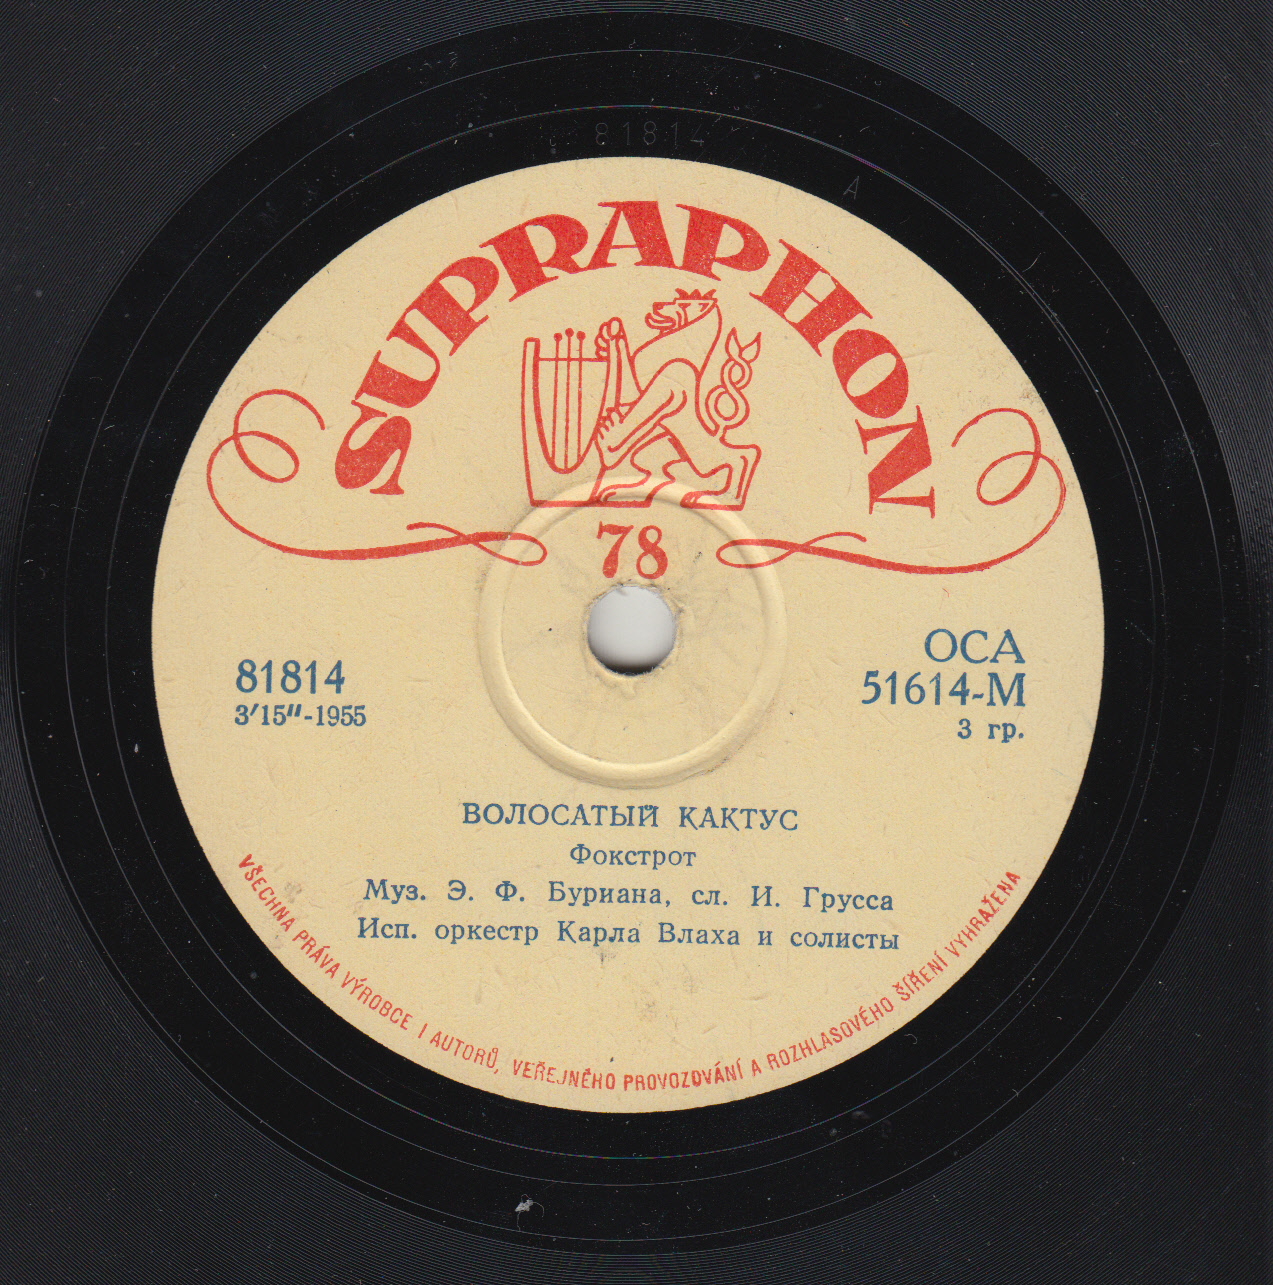 81814
A
SUPRAPHON
78
81814
3′15″-1955
OCA
51614-M
3 гр.
ВОЛОСАТЫЙ КАКТУС
Фокстрот
Муз. Э. Ф. Буриана, сл. И. Грусса
Исп. оркестр Карла Влаха и солисты
VŠECHNA PRÁVA VÝROBCE I AUTORŮ, VEŘEJNÉHO PROVOZOVÁNÍ A ROZHLASOVÉHO ŠÍŘENÍ VYHRAŽENA